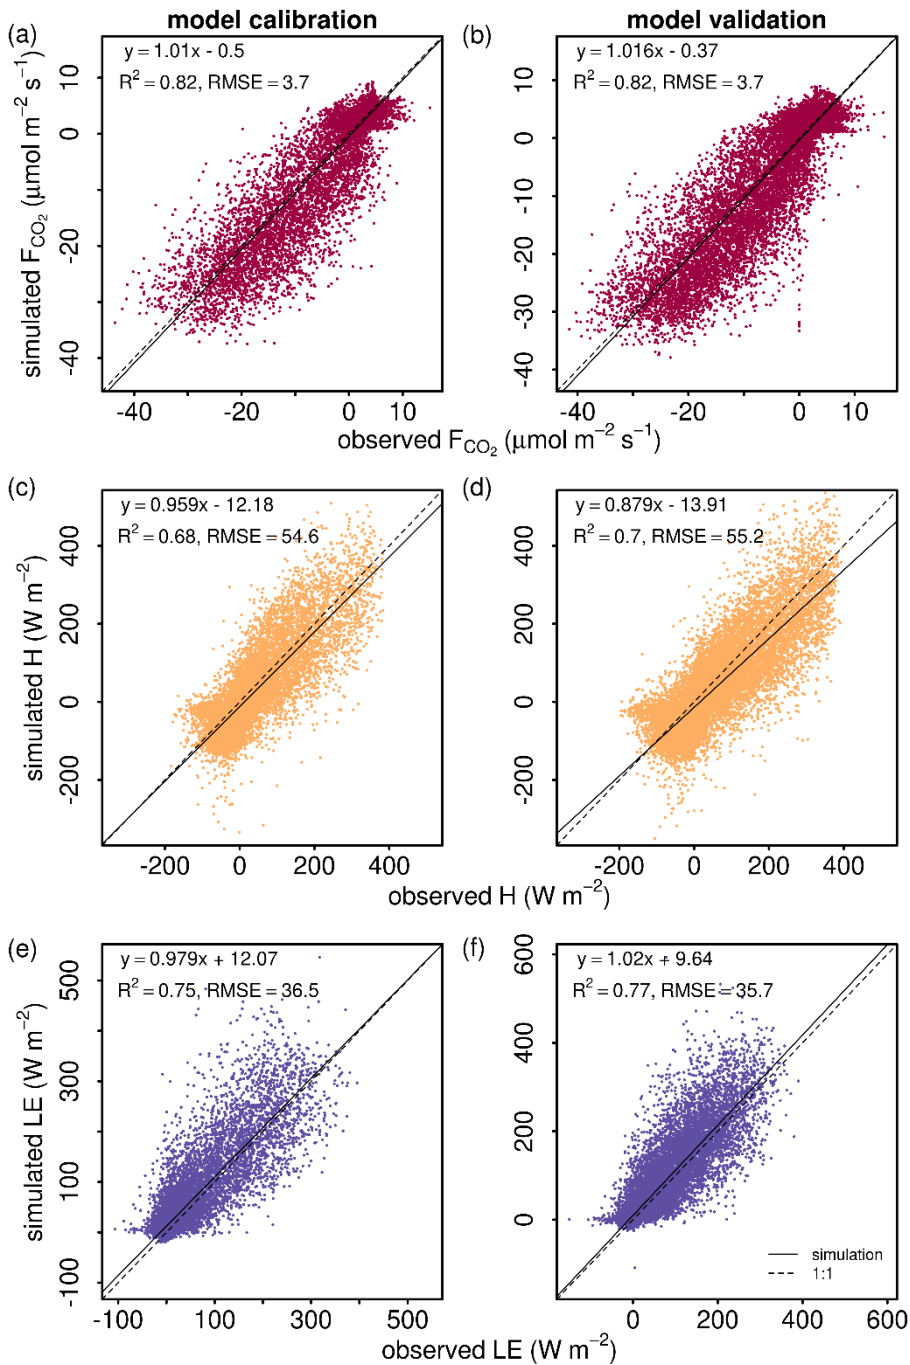 model calibration
model validation
(a)
y = 1.01x - 0.5
R² = 0.82, RMSE = 3.7
10
0
-20
-40
simulated F_CO₂ (μmol m⁻² s⁻¹)
-40
-20
0
10
(b)
y = 1.016x - 0.37
R² = 0.82, RMSE = 3.7
10
0
-10
-20
-30
-40
-40
-20
0
10
observed F_CO₂ (μmol m⁻² s⁻¹)
(c)
y = 0.959x - 12.18
R² = 0.68, RMSE = 54.6
400
200
0
-200
simulated H (W m⁻²)
-200
0
200
400
(d)
y = 0.879x - 13.91
R² = 0.7, RMSE = 55.2
400
200
0
-200
-200
0
200
400
observed H (W m⁻²)
(e)
y = 0.979x + 12.07
R² = 0.75, RMSE = 36.5
500
300
100
-100
simulated LE (W m⁻²)
-100
100
300
500
(f)
y = 1.02x + 9.64
R² = 0.77, RMSE = 35.7
600
400
200
0
simulation
1:1
0
200
400
600
observed LE (W m⁻²)